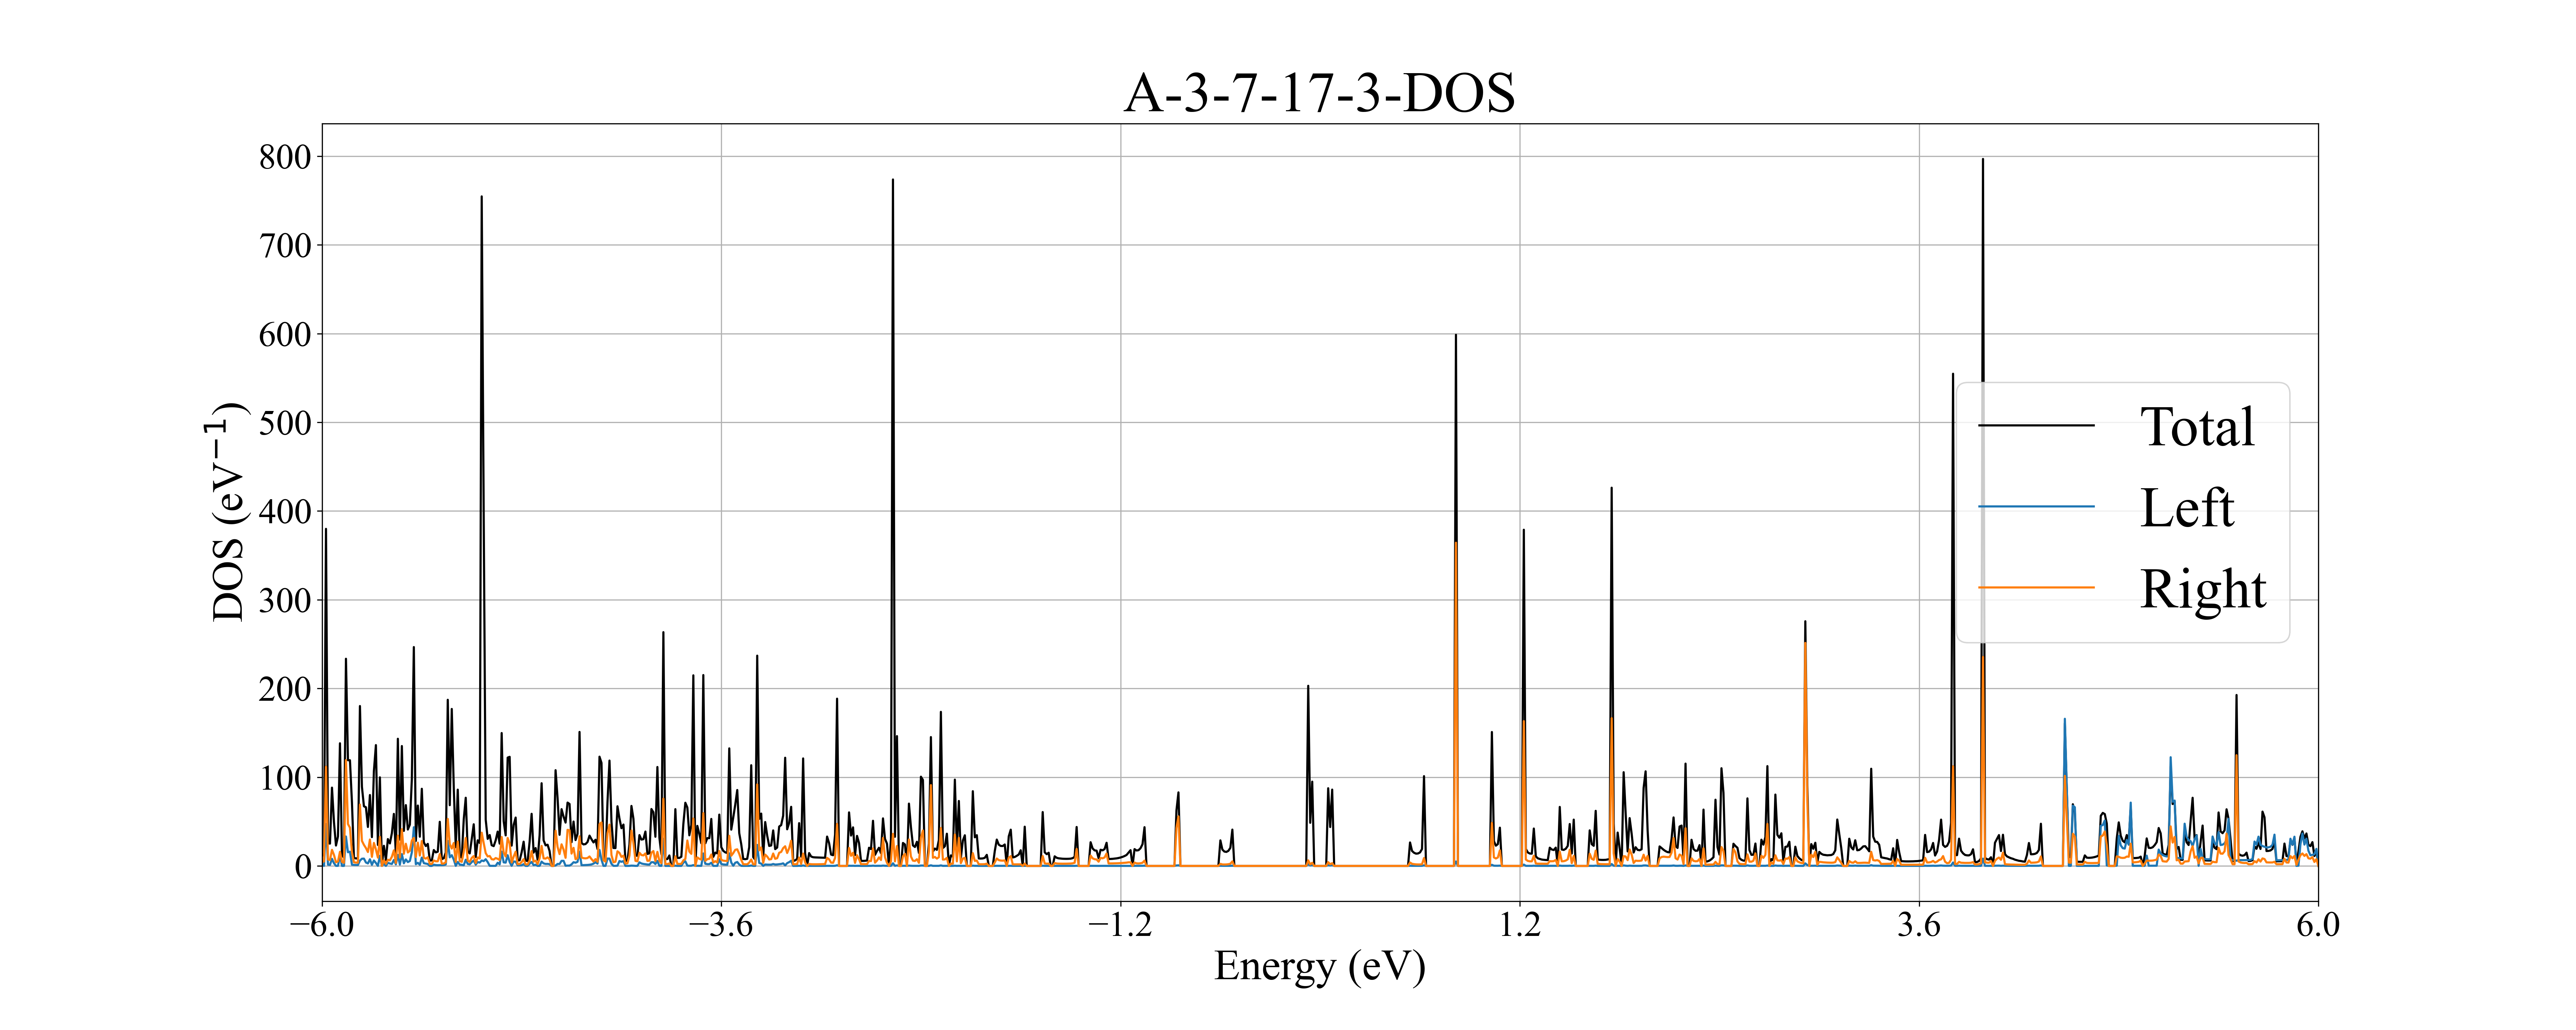 A-3-7-17-3-DOS
800
700
600
500
400
300
200
100
0
DOS (eV⁻¹)
Total
Left
Right
−6.0 −3.6 −1.2 1.2 3.6 6.0
Energy (eV)